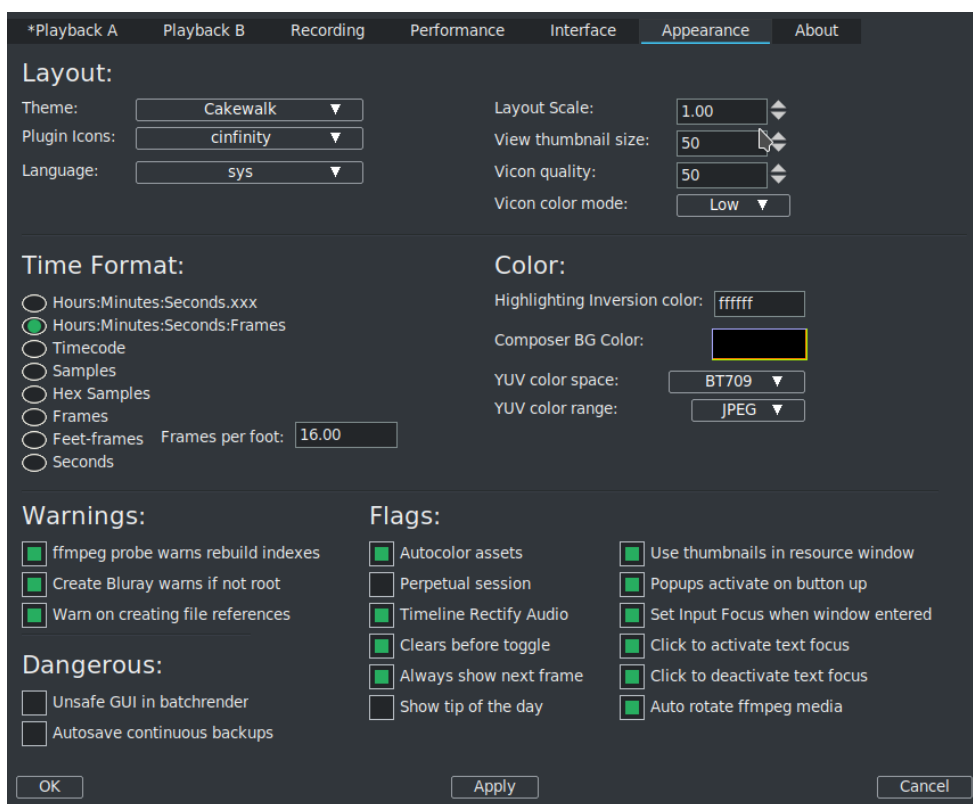 *Playback A Playback B Recording Performance Interface Appearance About
Layout:
Theme: Cakewalk
Plugin Icons: cinfinity
Language: sys
Layout Scale: 1.00
View thumbnail size: 50
Vicon quality: 50
Vicon color mode: Low
Time Format:
Hours:Minutes:Seconds.xxx
Hours:Minutes:Seconds:Frames
Timecode
Samples
Hex Samples
Frames
Feet-frames Frames per foot: 16.00
Seconds
Color:
Highlighting Inversion color: ffffff
Composer BG Color:
YUV color space: BT709
YUV color range: JPEG
Warnings:
ffmpeg probe warns rebuild indexes
Create Bluray warns if not root
Warn on creating file references
Dangerous:
Unsafe GUI in batchrender
Autosave continuous backups
Flags:
Autocolor assets
Perpetual session
Timeline Rectify Audio
Clears before toggle
Always show next frame
Show tip of the day
Use thumbnails in resource window
Popups activate on button up
Set Input Focus when window entered
Click to activate text focus
Click to deactivate text focus
Auto rotate ffmpeg media
OK Apply Cancel